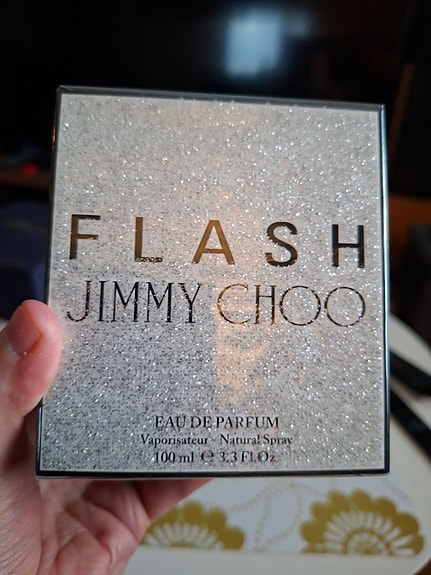 FLASH
JIMMY CHOO
EAU DE PARFUM
Vaporisateur - Natural Spray
100 ml ℮ 3.3 Fl.Oz.